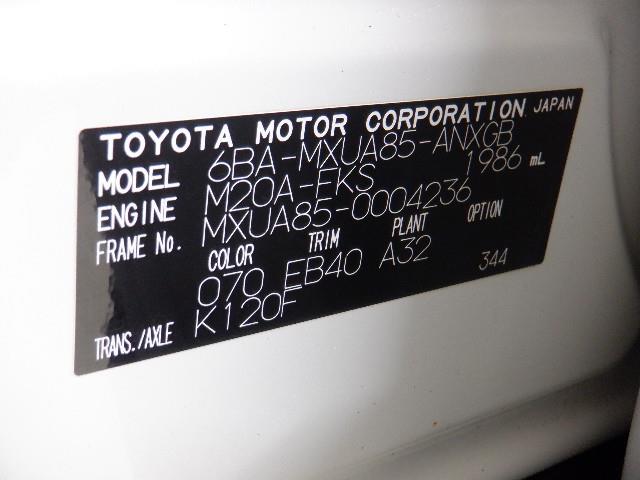 TOYOTA MOTOR CORPORATION JAPAN
MODEL 6BA-MXUA85-ANXGB
ENGINE M20A-FKS 1986 mL
FRAME No. MXUA85-0004236
COLOR TRIM PLANT OPTION
070 EB40 A32 344
TRANS./AXLE K120F